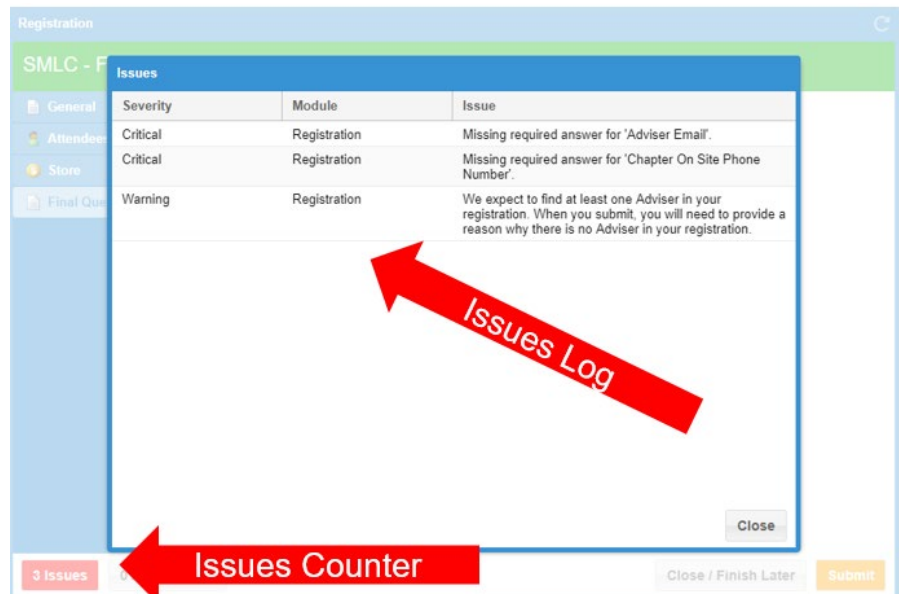 Registration
SMLC - F
Issues
General
Attendees
Store
Final Que
Severity Module Issue
Critical Registration Missing required answer for 'Adviser Email'.
Critical Registration Missing required answer for 'Chapter On Site Phone
Number'.
Warning Registration We expect to find at least one Adviser in your
registration. When you submit, you will need to provide a
reason why there is no Adviser in your registration.
Issues Log
Close
Issues Counter
3 Issues Close / Finish Later Submit